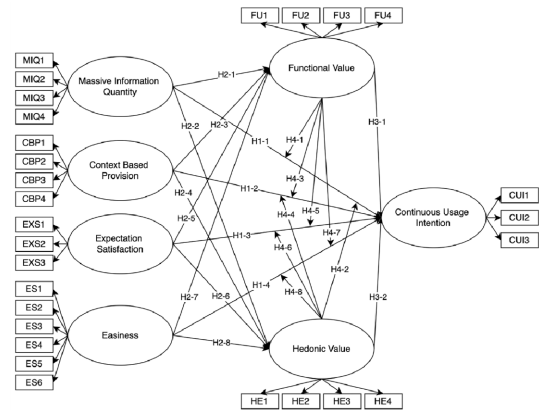 FU1
FU2
FU3
FU4
MIQ1
MIQ2
MIQ3
MIQ4
Massive Information
Quantity
Functional Value
H2-1
H2-2
H2-3
H1-1
H3-1
H4-1
H4-3
CBP1
CBP2
CBP3
CBP4
Context Based
Provision
H2-4
H1-2
H4-4
H4-5
H2-5
H4-7
Continuous Usage
Intention
CUI1
CUI2
CUI3
EXS1
EXS2
EXS3
Expectation
Satisfaction
H1-3
H4-6
H4-2
H1-4
H4-8
H2-6
H2-7
H3-2
ES1
ES2
ES3
ES4
ES5
ES6
Easiness
H2-8
Hedonic Value
HE1
HE2
HE3
HE4